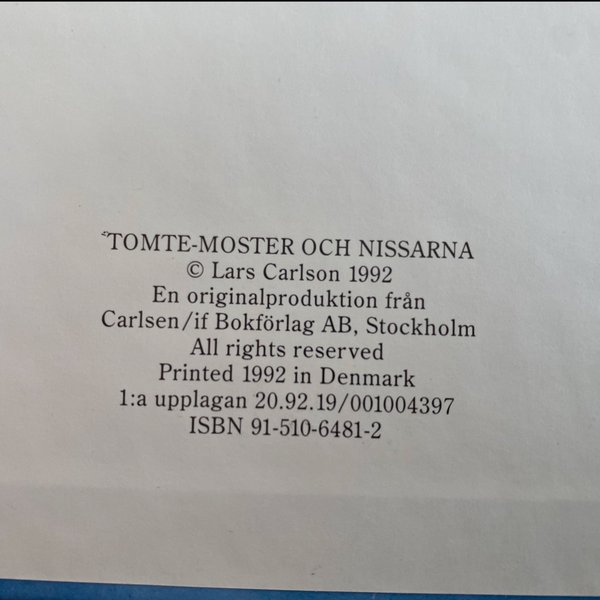 TOMTE-MOSTER OCH NISSARNA
© Lars Carlson 1992
En originalproduktion från
Carlsen/if Bokförlag AB, Stockholm
All rights reserved
Printed 1992 in Denmark
1:a upplagan 20.92.19/001004397
ISBN 91-510-6481-2